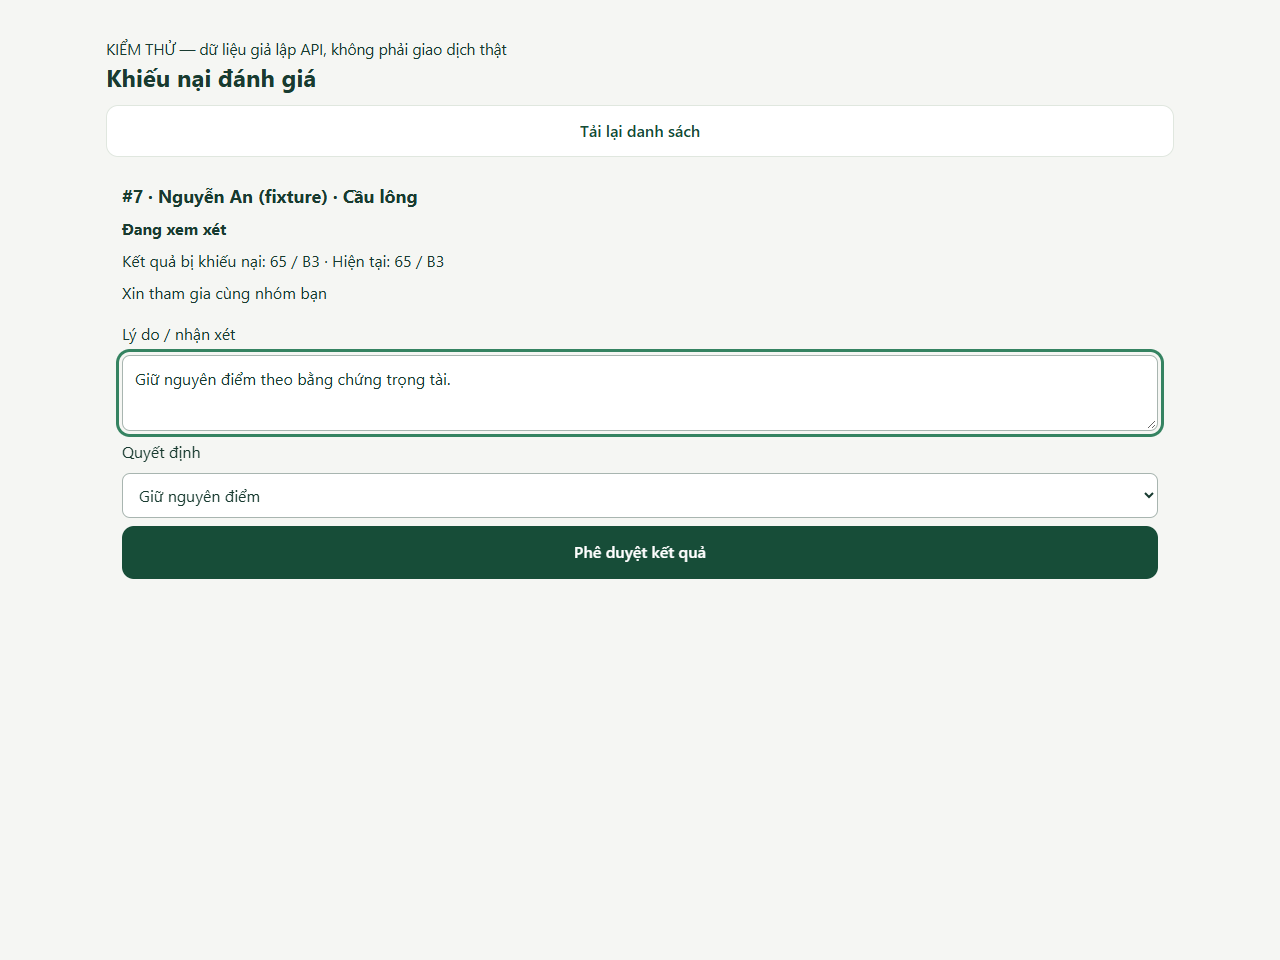 KIỂM THỬ — dữ liệu giả lập API, không phải giao dịch thật
Khiếu nại đánh giá
Tải lại danh sách
#7 · Nguyễn An (fixture) · Cầu lông
Đang xem xét
Kết quả bị khiếu nại: 65 / B3 · Hiện tại: 65 / B3
Xin tham gia cùng nhóm bạn
Lý do / nhận xét
Giữ nguyên điểm theo bằng chứng trọng tài.
Quyết định
Giữ nguyên điểm
Phê duyệt kết quả